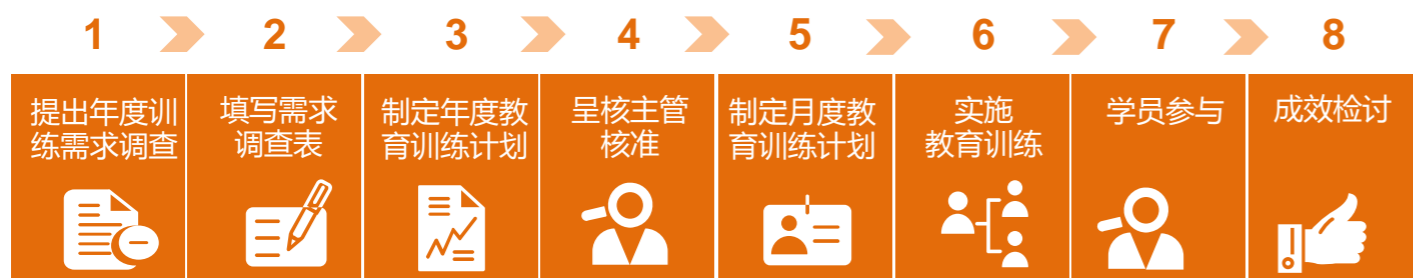 1 2 3 4 5 6 7 8
提出年度训
练需求调查
填写需求
调查表
制定年度教
育训练计划
呈核主管
核准
制定月度教
育训练计划
实施
教育训练
学员参与
成效检讨